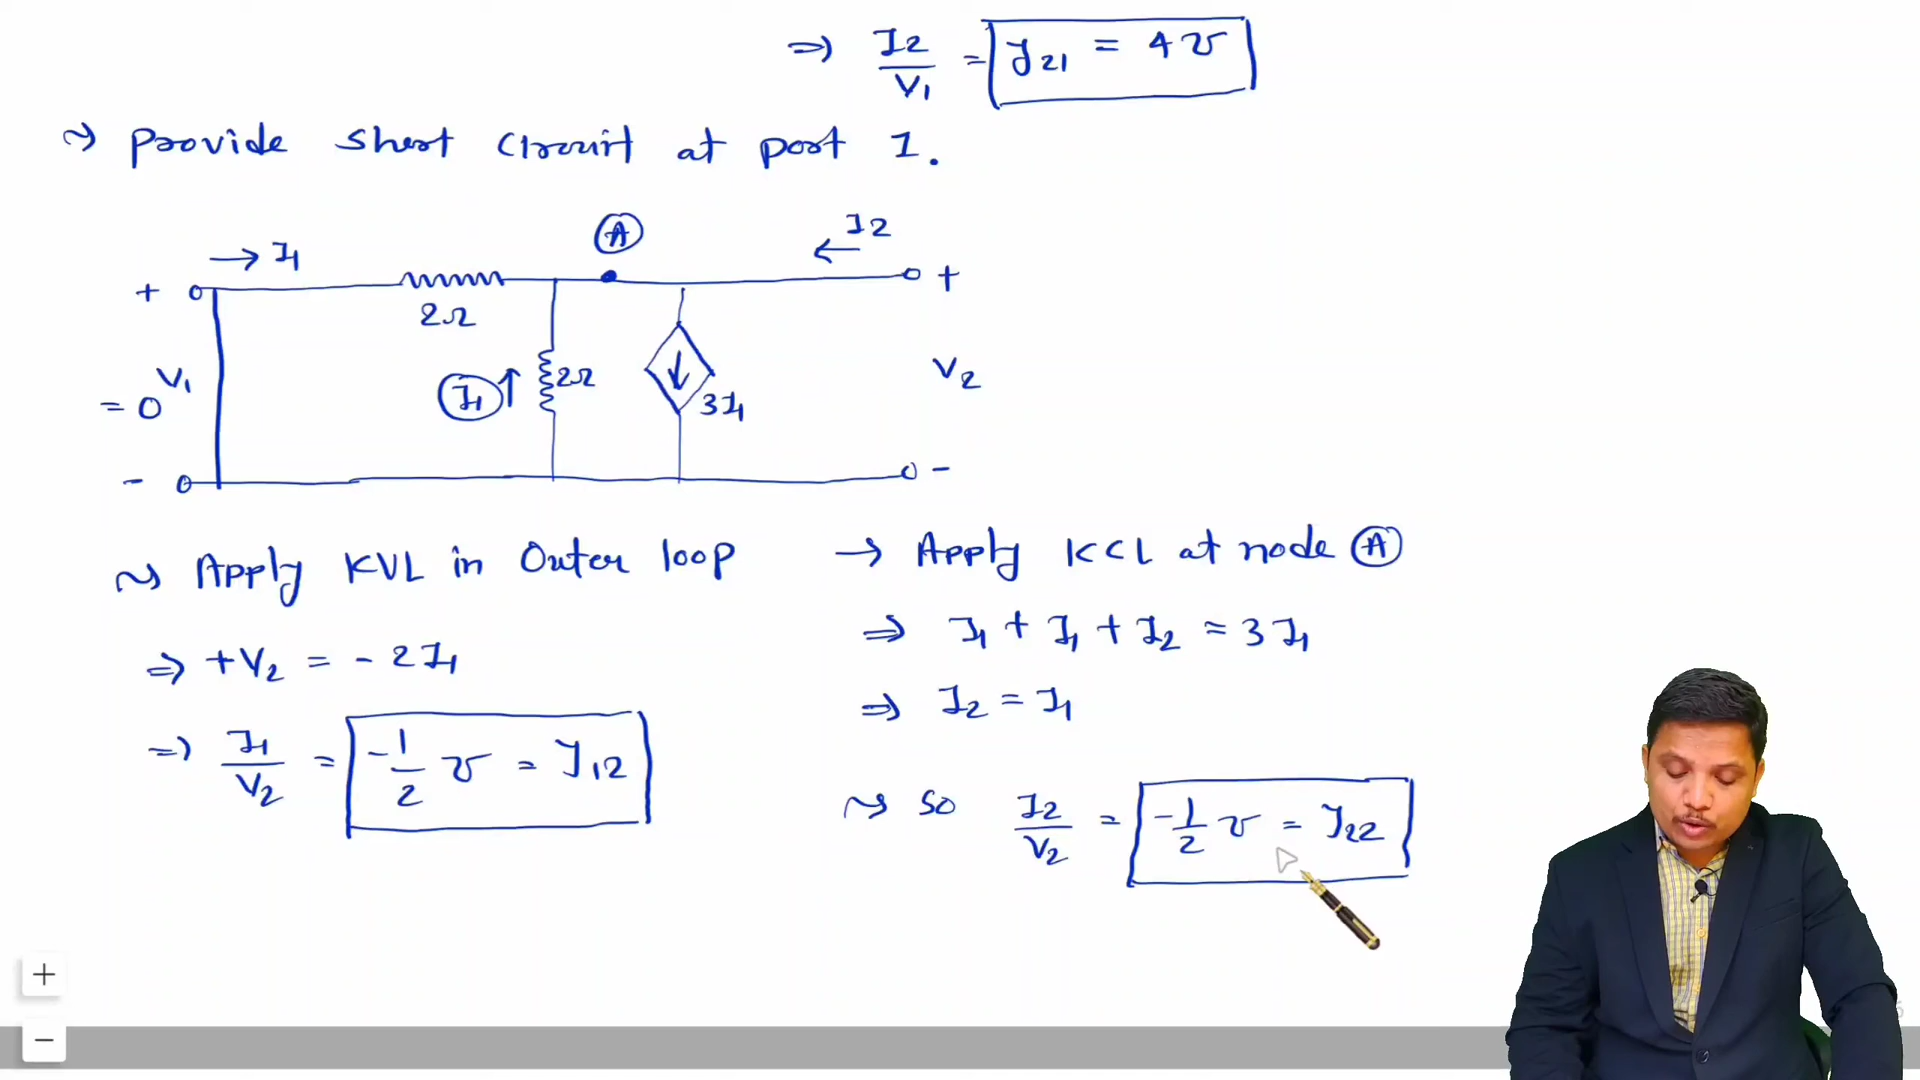 ⇒ I2/V1 = y21 = 4 ℧
~> Provide Short Circuit at port 1.
A
→ I1
← I2
+
+
2Ω
= 0 V1
I1 ↑ 2Ω
↓ 3I1
V2
-
-
~> Apply KVL in Outer loop
⇒ +V2 = - 2I1
⇒ I1/V2 = -1/2 ℧ = y12
→ Apply KCL at node A
⇒ I1 + I1 + I2 = 3I1
⇒ I2 = I1
~> So I2/V2 = -1/2 ℧ = y22
+
−